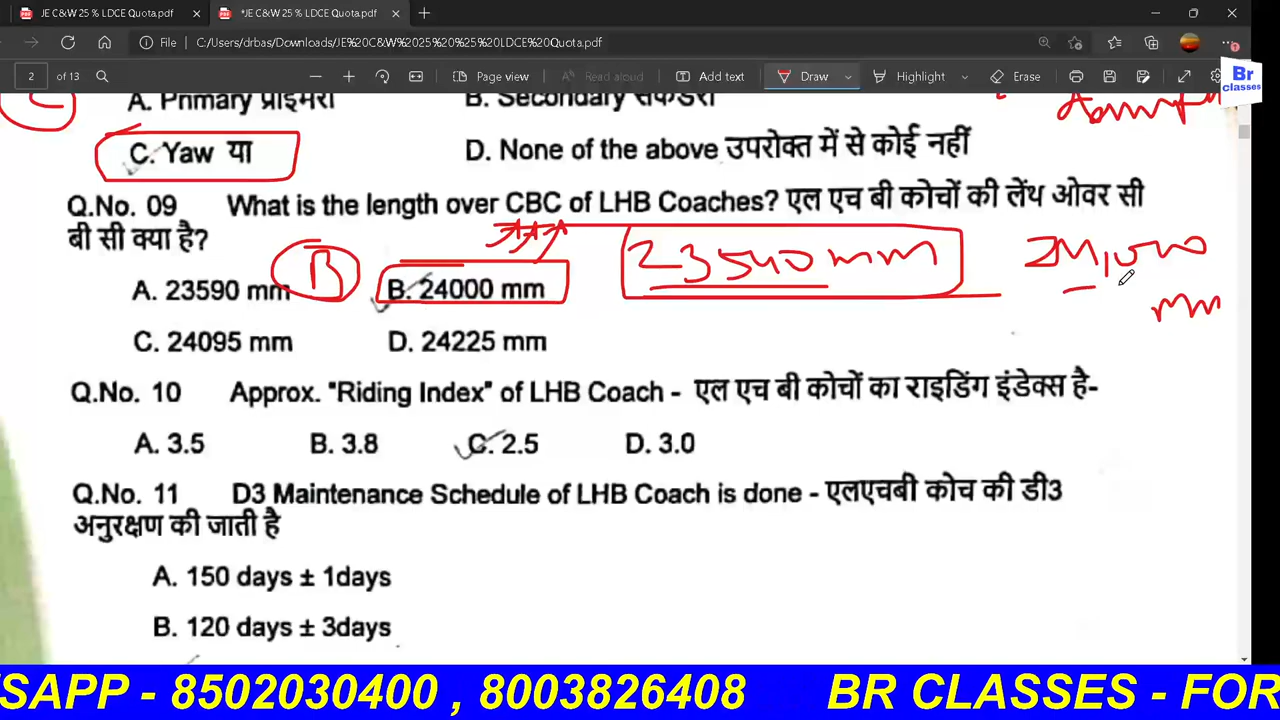 JE C&W 25 % LDCE Quota.pdf
*JE C&W 25 % LDCE Quota.pdf
File C:/Users/drbas/Downloads/JE%20C&W%2025%20%25%20LDCE%20Quota.pdf
2 of 13 Page view Read aloud Add text Draw Highlight Erase
Br
classes
A. Primary प्राइमरी B. Secondary सेकेंडरी
C. Yaw या D. None of the above उपरोक्त में से कोई नहीं
Q.No. 09 What is the length over CBC of LHB Coaches? एल एच बी कोचों की लेंथ ओवर सी
बी सी क्या है?
B 23540mm 24,000
mm
A. 23590 mm B. 24000 mm
C. 24095 mm D. 24225 mm
Q.No. 10 Approx. "Riding Index" of LHB Coach - एल एच बी कोचों का राइडिंग इंडेक्स है-
A. 3.5 B. 3.8 C. 2.5 D. 3.0
Q.No. 11 D3 Maintenance Schedule of LHB Coach is done - एलएचबी कोच की डी3
अनुरक्षण की जाती है
A. 150 days ± 1days
B. 120 days ± 3days
SAPP - 8502030400 , 8003826408 BR CLASSES - FOR